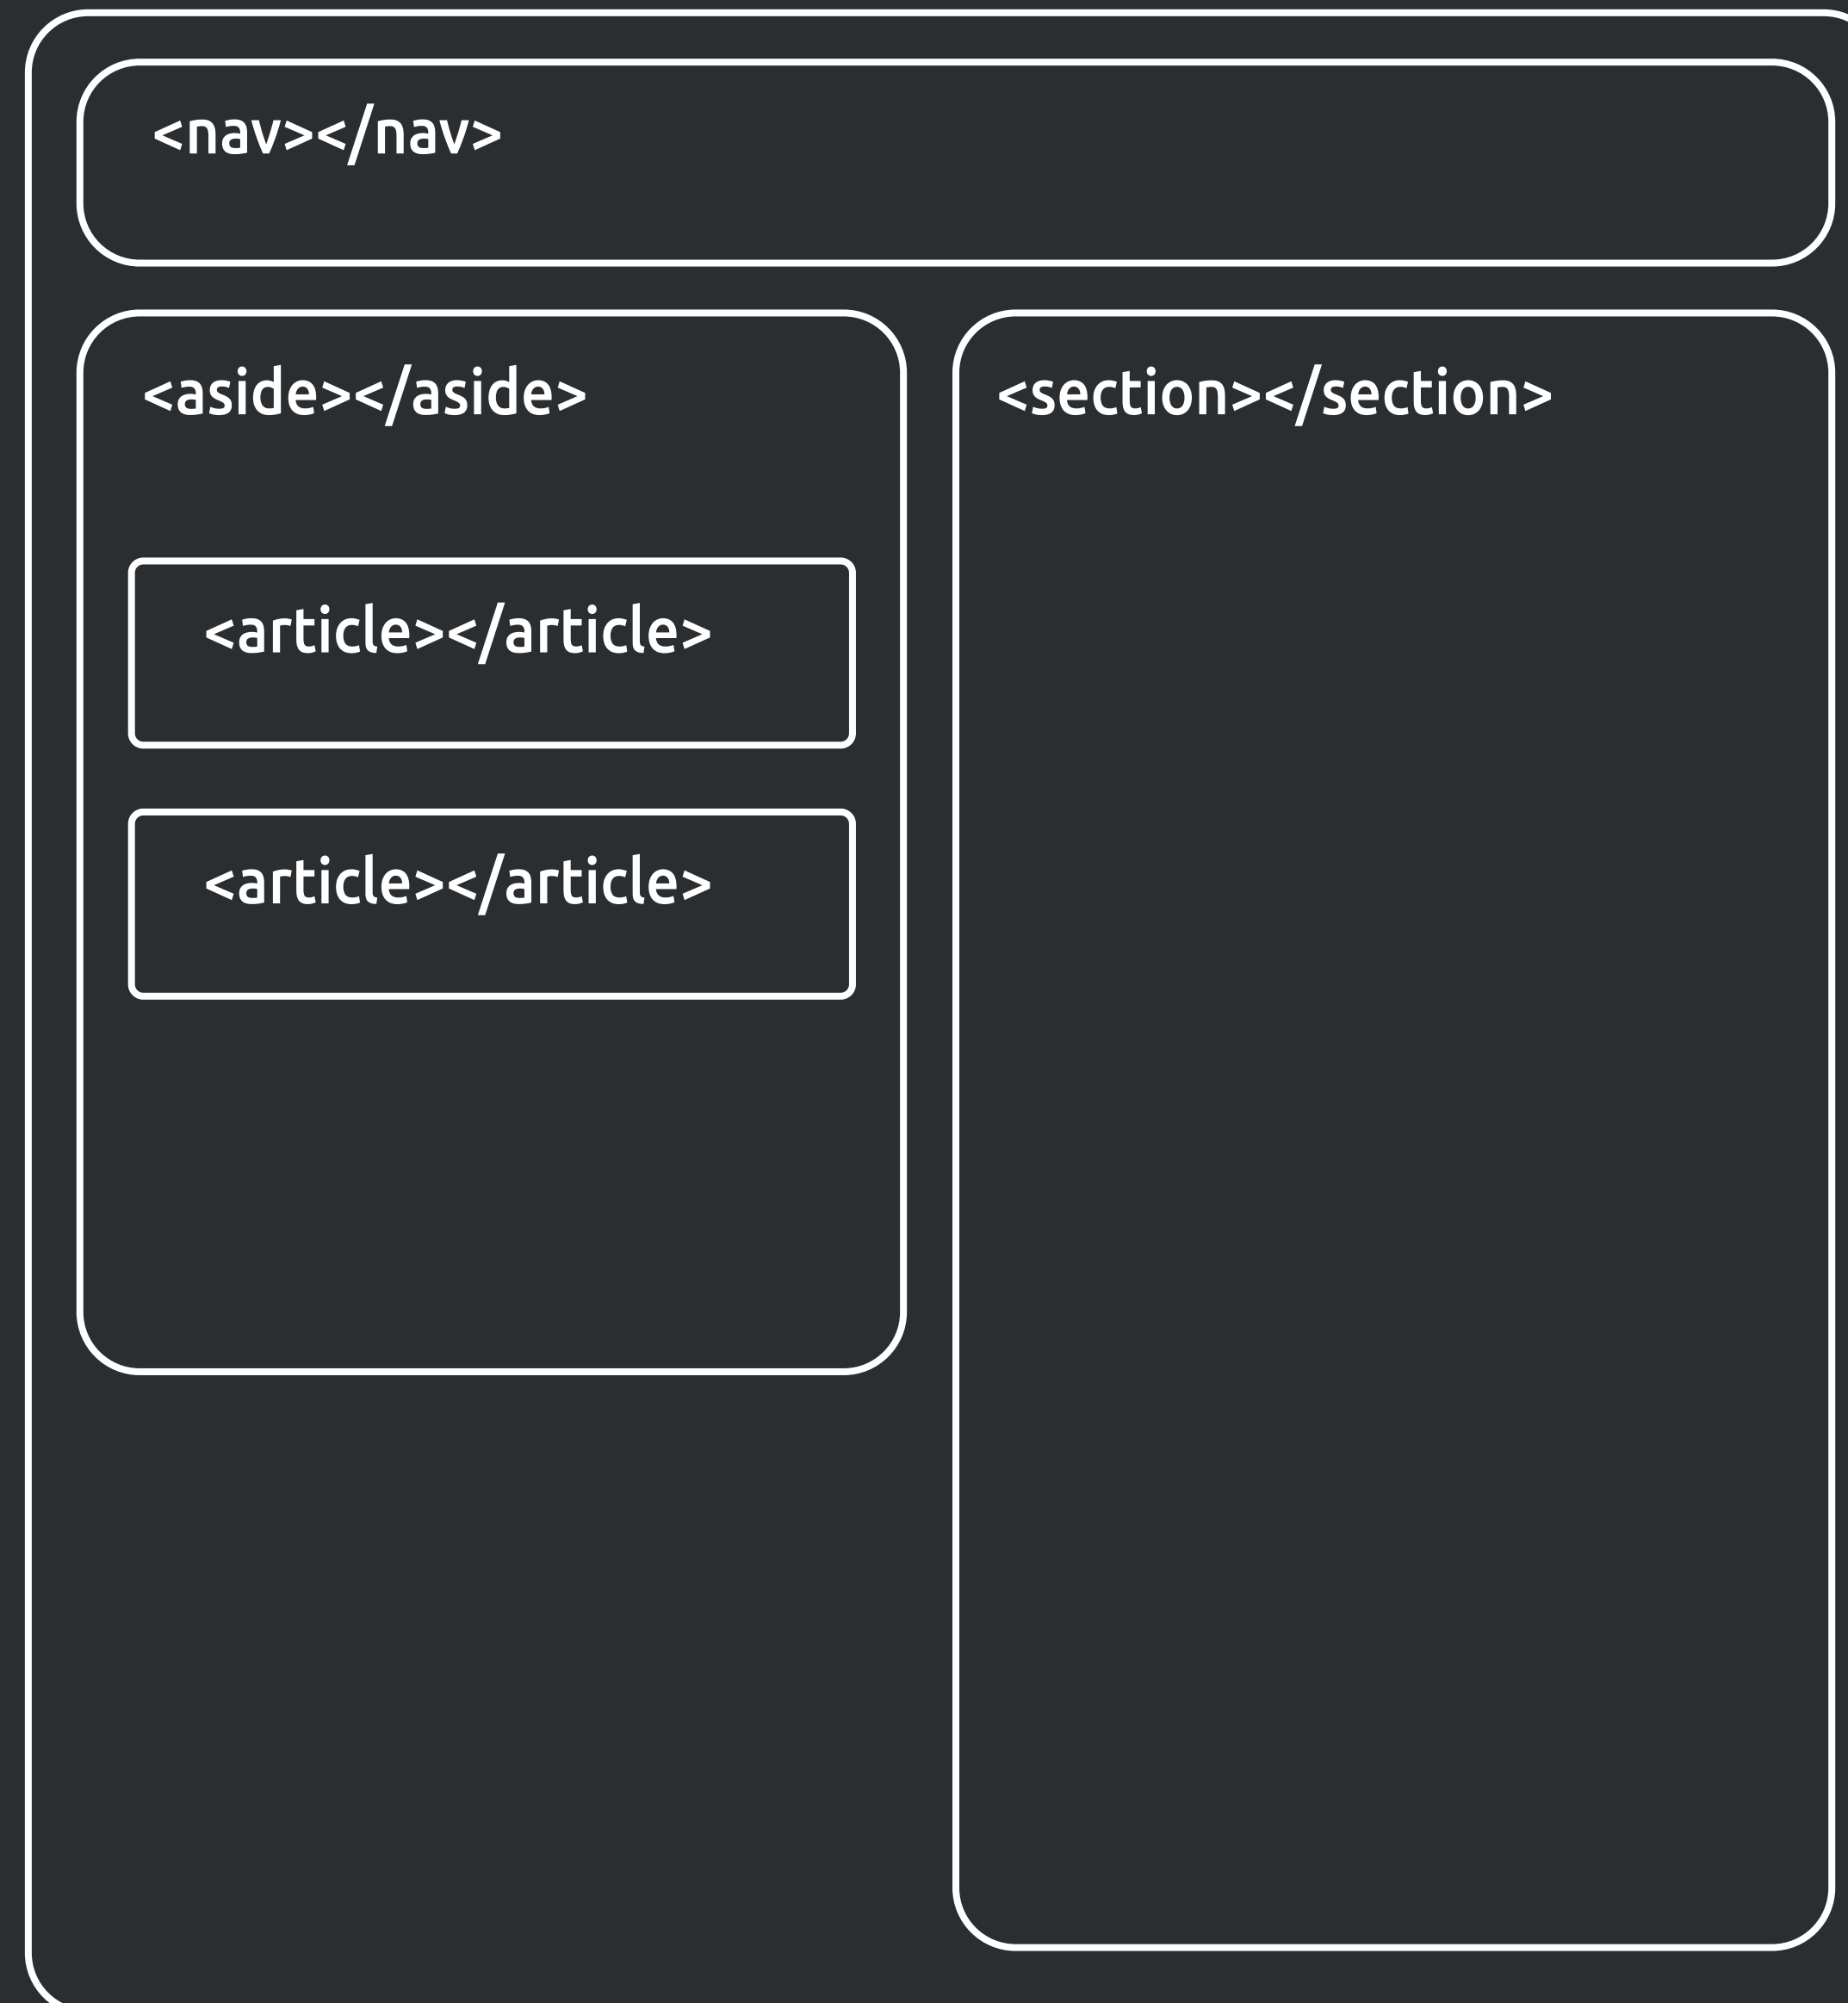 <nav></nav>
<aside></aside>
<section></section>
<article></article>
<article></article>